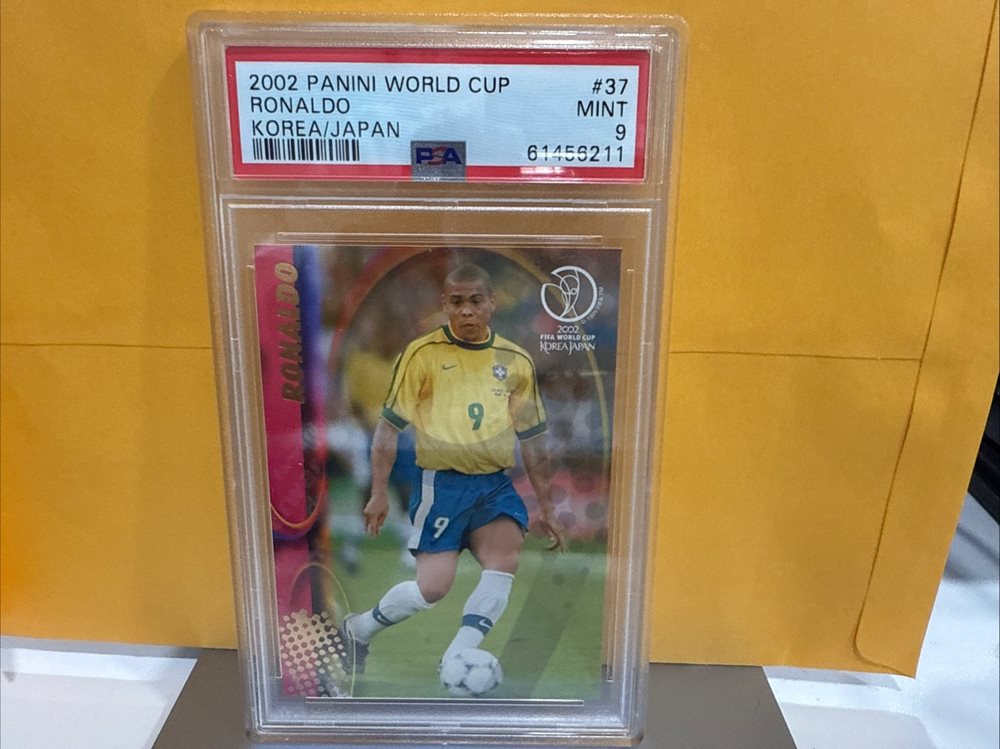 2002 PANINI WORLD CUP #37
RONALDO MINT
KOREA/JAPAN 9
PSA 61456211
RONALDO
2002
FIFA WORLD CUP
KOREA JAPAN
9
9